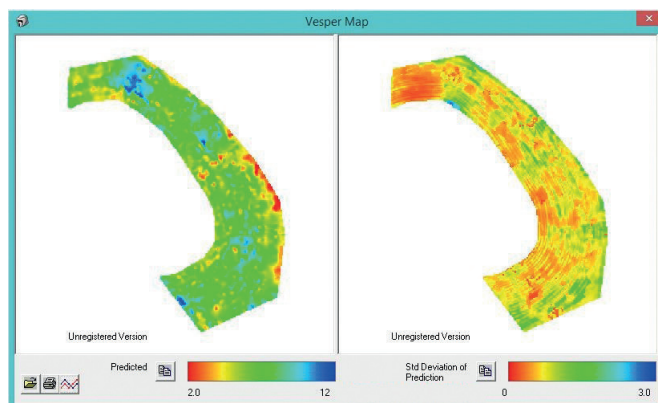 Vesper Map
Unregistered Version
Unregistered Version
Predicted
2.0 12
Std Deviation of
Prediction
0 3.0